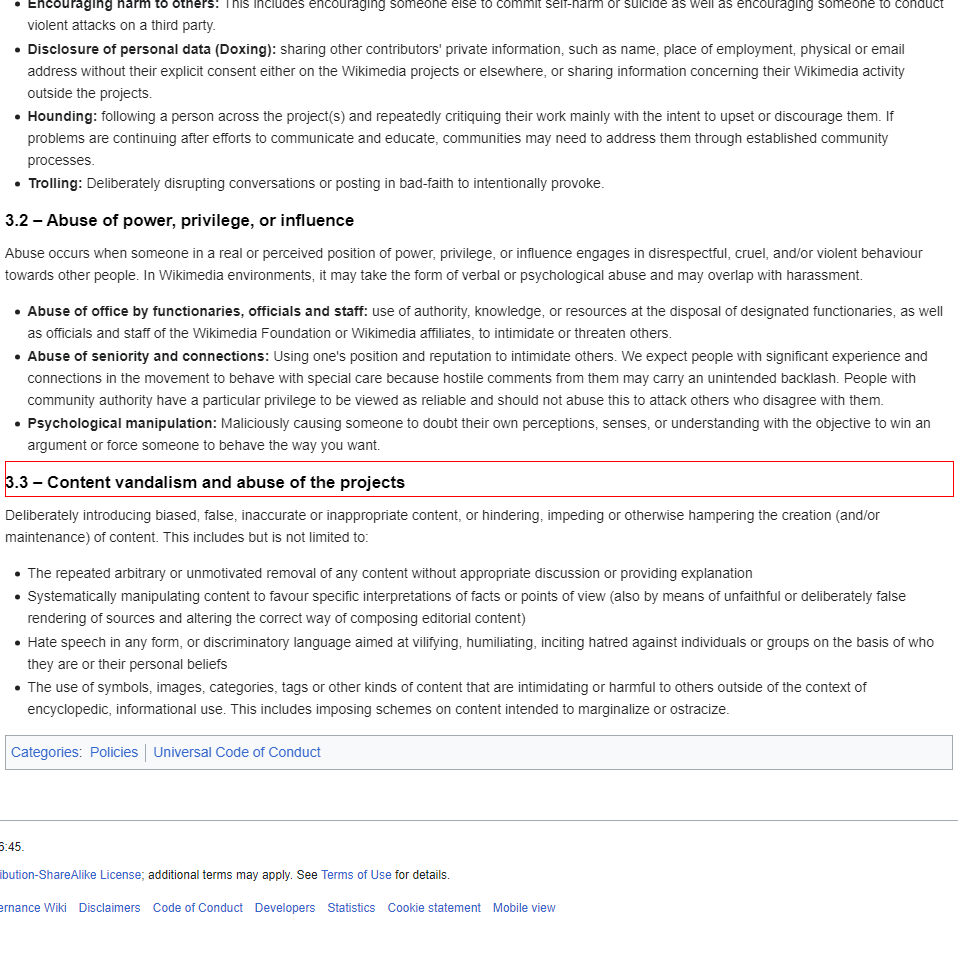 Encouraging harm to others: This includes encouraging someone else to commit self-harm or suicide as well as encouraging someone to conduct
violent attacks on a third party.
Disclosure of personal data (Doxing): sharing other contributors' private information, such as name, place of employment, physical or email
address without their explicit consent either on the Wikimedia projects or elsewhere, or sharing information concerning their Wikimedia activity
outside the projects.
Hounding: following a person across the project(s) and repeatedly critiquing their work mainly with the intent to upset or discourage them. If
problems are continuing after efforts to communicate and educate, communities may need to address them through established community
processes.
Trolling: Deliberately disrupting conversations or posting in bad-faith to intentionally provoke.
3.2 – Abuse of power, privilege, or influence
Abuse occurs when someone in a real or perceived position of power, privilege, or influence engages in disrespectful, cruel, and/or violent behaviour
towards other people. In Wikimedia environments, it may take the form of verbal or psychological abuse and may overlap with harassment.
Abuse of office by functionaries, officials and staff: use of authority, knowledge, or resources at the disposal of designated functionaries, as well
as officials and staff of the Wikimedia Foundation or Wikimedia affiliates, to intimidate or threaten others.
Abuse of seniority and connections: Using one's position and reputation to intimidate others. We expect people with significant experience and
connections in the movement to behave with special care because hostile comments from them may carry an unintended backlash. People with
community authority have a particular privilege to be viewed as reliable and should not abuse this to attack others who disagree with them.
Psychological manipulation: Maliciously causing someone to doubt their own perceptions, senses, or understanding with the objective to win an
argument or force someone to behave the way you want.
3.3 – Content vandalism and abuse of the projects
Deliberately introducing biased, false, inaccurate or inappropriate content, or hindering, impeding or otherwise hampering the creation (and/or
maintenance) of content. This includes but is not limited to:
The repeated arbitrary or unmotivated removal of any content without appropriate discussion or providing explanation
Systematically manipulating content to favour specific interpretations of facts or points of view (also by means of unfaithful or deliberately false
rendering of sources and altering the correct way of composing editorial content)
Hate speech in any form, or discriminatory language aimed at vilifying, humiliating, inciting hatred against individuals or groups on the basis of who
they are or their personal beliefs
The use of symbols, images, categories, tags or other kinds of content that are intimidating or harmful to others outside of the context of
encyclopedic, informational use. This includes imposing schemes on content intended to marginalize or ostracize.
Categories: Policies | Universal Code of Conduct
6:45.
ibution-ShareAlike License; additional terms may apply. See Terms of Use for details.
ernance Wiki Disclaimers Code of Conduct Developers Statistics Cookie statement Mobile view